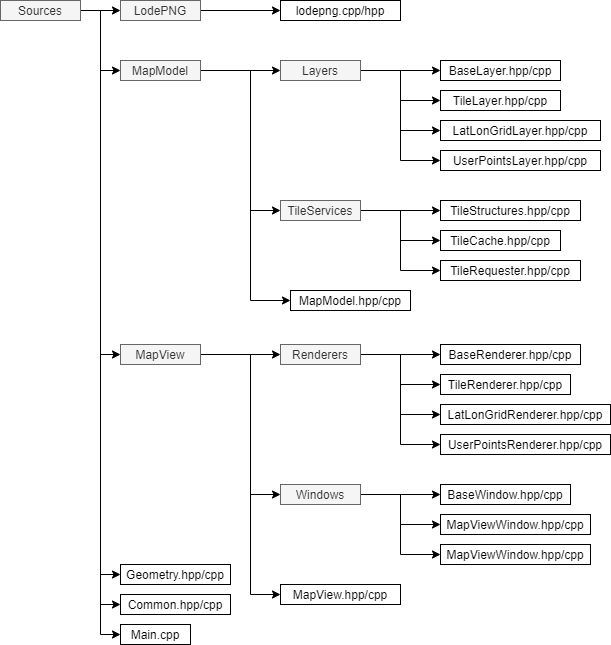 Sources
LodePNG
lodepng.cpp/hpp
MapModel
Layers
BaseLayer.hpp/cpp
TileLayer.hpp/cpp
LatLonGridLayer.hpp/cpp
UserPointsLayer.hpp/cpp
TileServices
TileStructures.hpp/cpp
TileCache.hpp/cpp
TileRequester.hpp/cpp
MapModel.hpp/cpp
MapView
Renderers
BaseRenderer.hpp/cpp
TileRenderer.hpp/cpp
LatLonGridRenderer.hpp/cpp
UserPointsRenderer.hpp/cpp
Windows
BaseWindow.hpp/cpp
MapViewWindow.hpp/cpp
MapViewWindow.hpp/cpp
MapView.hpp/cpp
Geometry.hpp/cpp
Common.hpp/cpp
Main.cpp